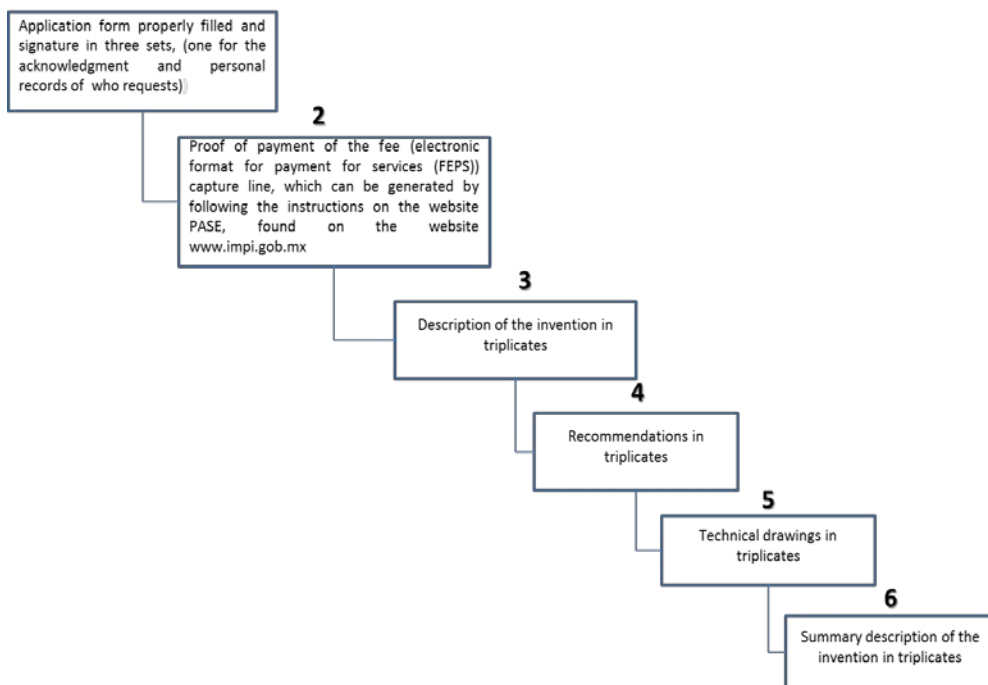 Application form properly filled and
signature in three sets, (one for the
acknowledgment and personal
records of who requests))
2
Proof of payment of the fee (electronic
format for payment for services (FEPS))
capture line, which can be generated by
following the instructions on the website
PASE, found on the website
www.impi.gob.mx
3
Description of the invention in
triplicates
4
Recommendations in
triplicates
5
Technical drawings in
triplicates
6
Summary description of the
invention in triplicates